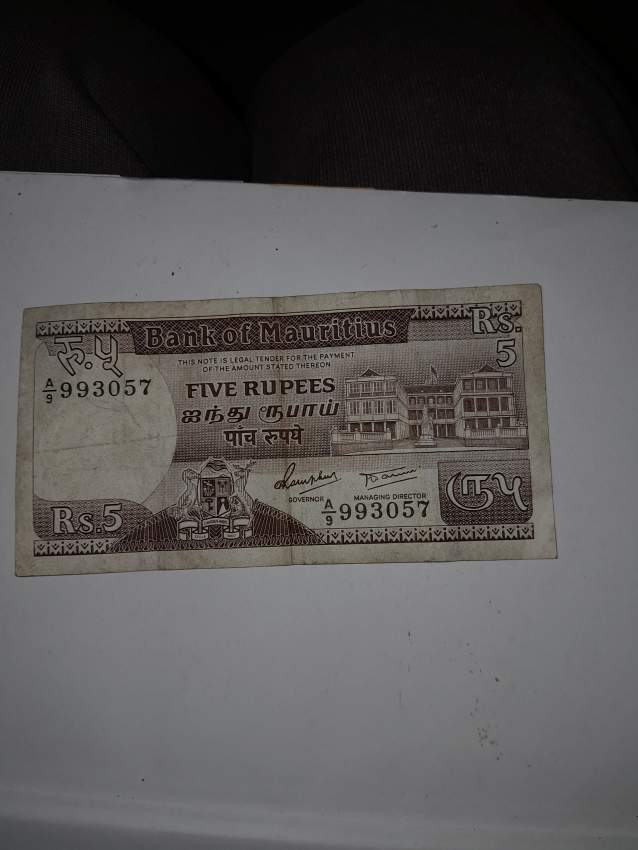 Bank of Mauritius
Rs.
5
रु.५
THIS NOTE IS LEGAL TENDER FOR THE PAYMENT
OF THE AMOUNT STATED THEREON
A/9 993057
FIVE RUPEES
ஐந்து ரூபாய்
पाँच रुपये
GOVERNOR
MANAGING DIRECTOR
A/9 993057
Rs.5